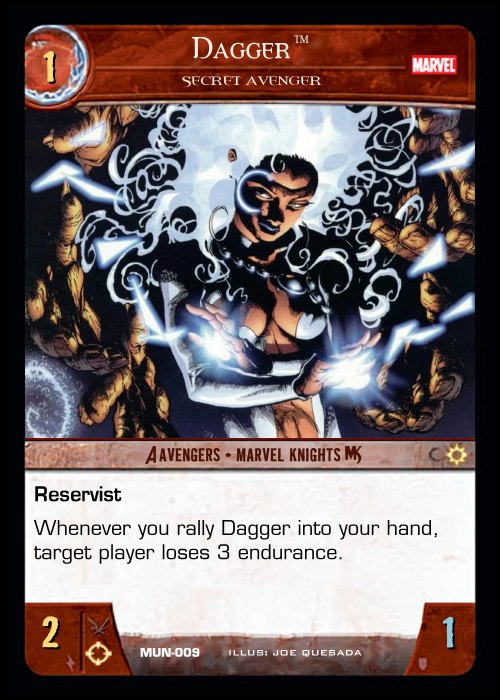 1
DAGGER™
MARVEL
SECRET AVENGER
A AVENGERS • MARVEL KNIGHTS MK
C
Reservist
Whenever you rally Dagger into your hand,
target player loses 3 endurance.
2
MUN-009 ILLUS: JOE QUESADA
1